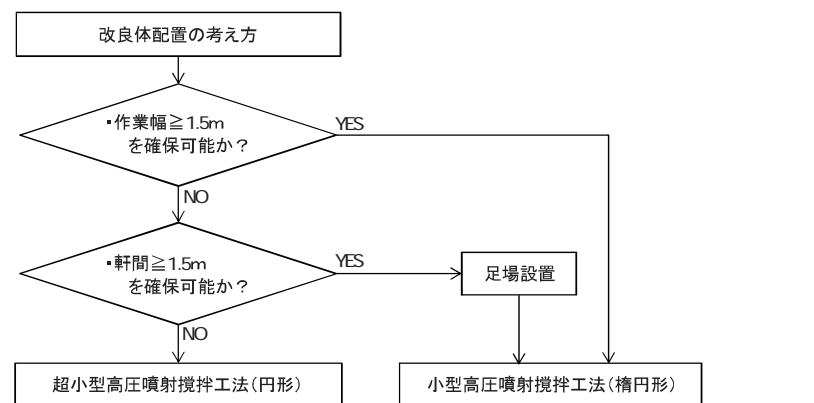 改良体配置の考え方
・作業幅≧1.5m
を確保可能か？
YES
NO
・軒間≧1.5m
を確保可能か？
YES
足場設置
NO
超小型高圧噴射撹拌工法(円形)
小型高圧噴射撹拌工法(楕円形)